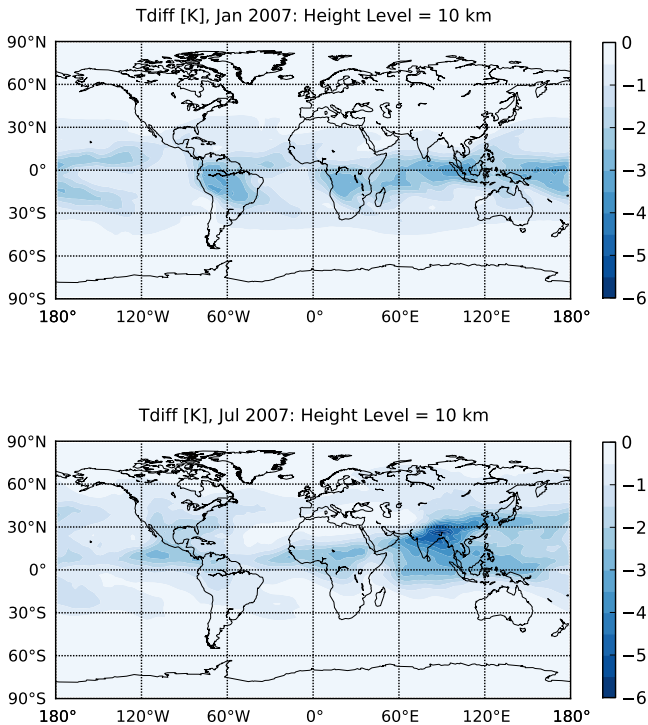 Tdiff [K], Jan 2007: Height Level = 10 km
90°N
60°N
30°N
0°
30°S
60°S
90°S
180° 120°W 60°W 0° 60°E 120°E 180°
0
−1
−2
−3
−4
−5
−6
Tdiff [K], Jul 2007: Height Level = 10 km
90°N
60°N
30°N
0°
30°S
60°S
90°S
180° 120°W 60°W 0° 60°E 120°E 180°
0
−1
−2
−3
−4
−5
−6